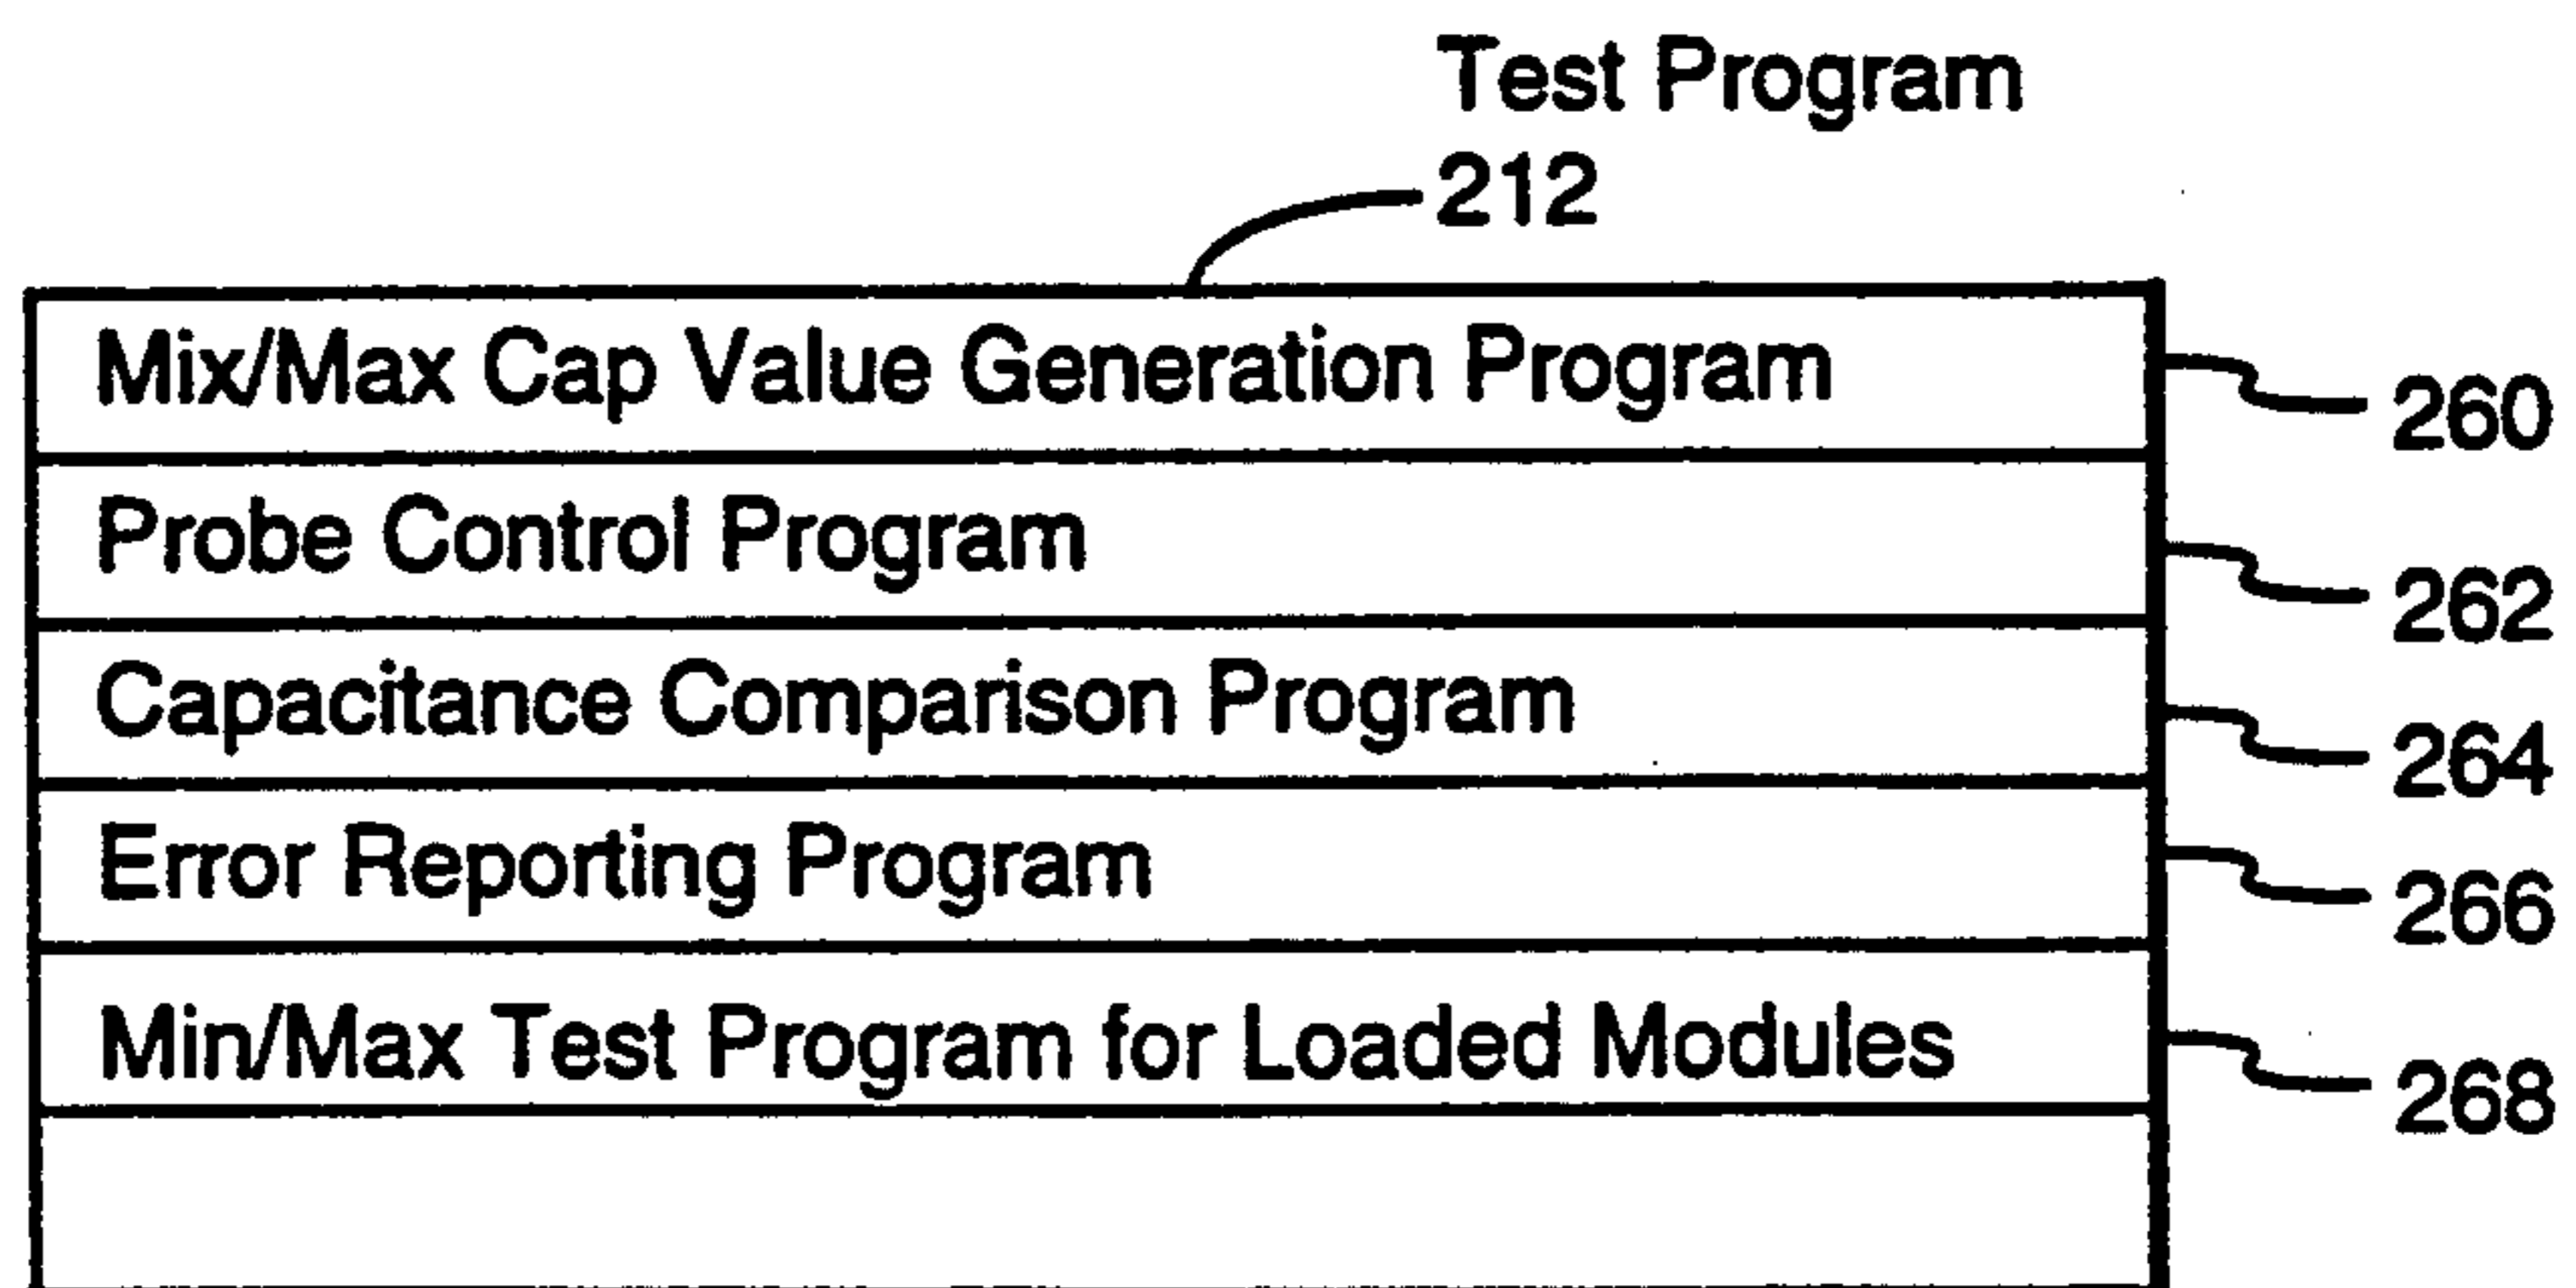 Test Program
212
Mix/Max Cap Value Generation Program
260
Probe Control Program
262
Capacitance Comparison Program
264
Error Reporting Program
266
Min/Max Test Program for Loaded Modules
268